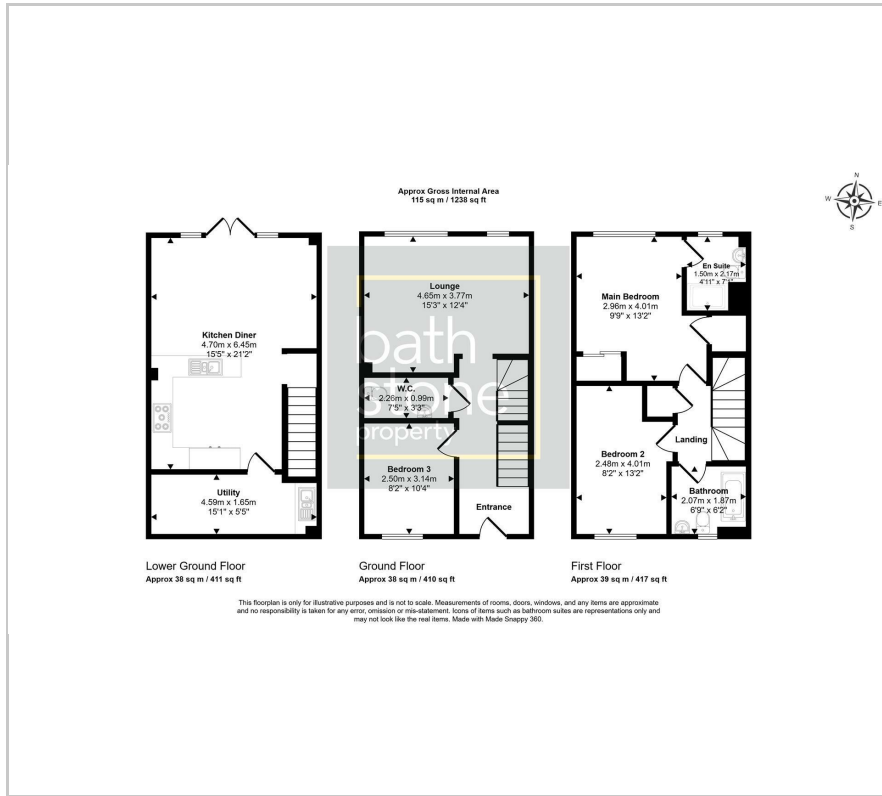 Approx Gross Internal Area
115 sq m / 1238 sq ft
N
W
E
S
Kitchen Diner
4.70m x 6.45m
15'5" x 21'2"
Utility
4.59m x 1.65m
15'1" x 5'5"
Lower Ground Floor
Approx 38 sq m / 411 sq ft
Lounge
4.65m x 3.77m
15'3" x 12'4"
bath
stone
property
W.C.
2.26m x 0.99m
7'5" x 3'3"
Bedroom 3
2.50m x 3.14m
8'2" x 10'4"
Entrance
Ground Floor
Approx 38 sq m / 410 sq ft
En Suite
1.50m x 2.17m
4'11" x 7'1"
Main Bedroom
2.96m x 4.01m
9'9" x 13'2"
Bedroom 2
2.48m x 4.01m
8'2" x 13'2"
Landing
Bathroom
2.07m x 1.87m
6'9" x 6'2"
First Floor
Approx 39 sq m / 417 sq ft
This floorplan is only for illustrative purposes and is not to scale. Measurements of rooms, doors, windows, and any items are approximate
and no responsibility is taken for any error, omission or mis-statement. Icons of items such as bathroom suites are representations only and
may not look like the real items. Made with Made Snappy 360.